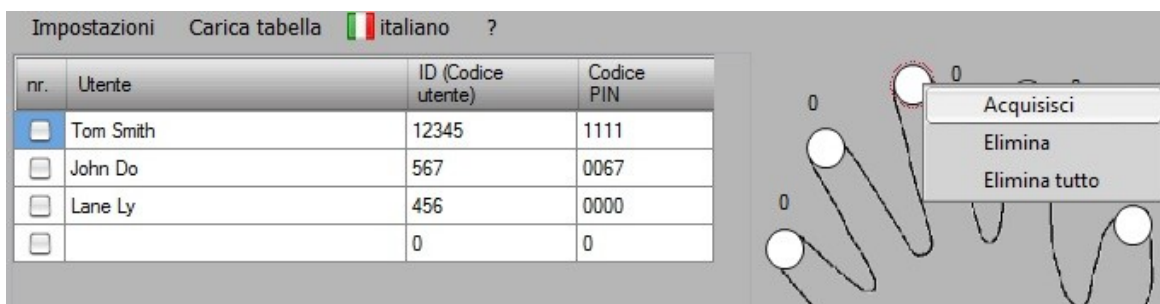 Impostazioni Carica tabella italiano ?
nr. Utente ID (Codice utente) Codice PIN
Tom Smith 12345 1111
John Do 567 0067
Lane Ly 456 0000
0 0
0
0
0
Acquisisci
Elimina
Elimina tutto